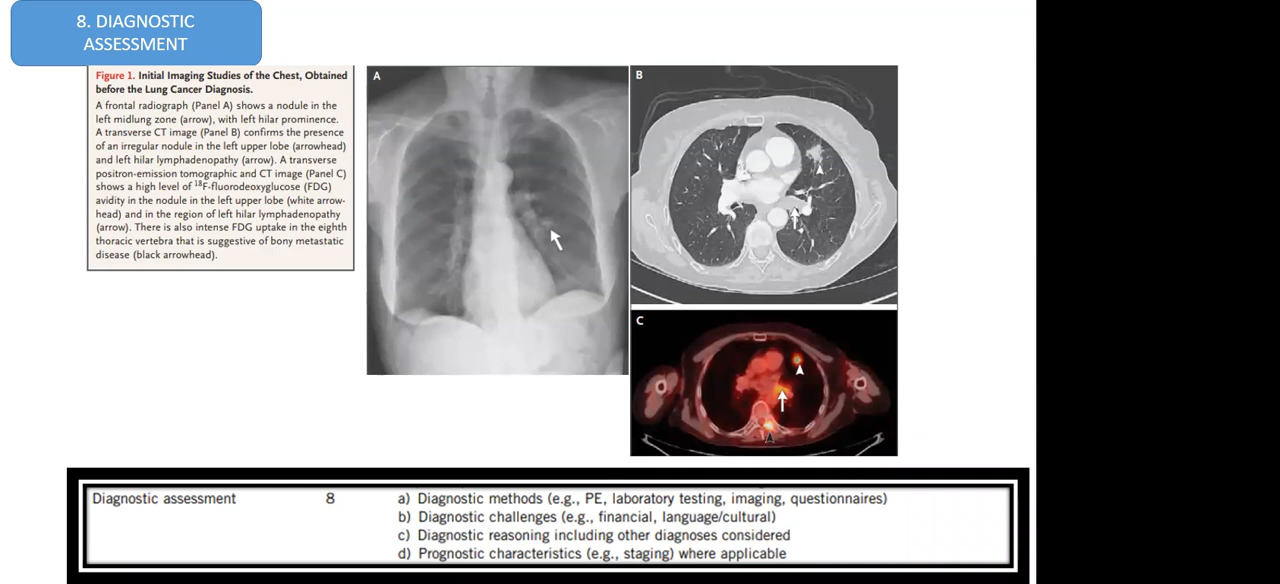 8. DIAGNOSTIC
ASSESSMENT
Figure 1. Initial Imaging Studies of the Chest, Obtained
before the Lung Cancer Diagnosis.
A frontal radiograph (Panel A) shows a nodule in the
left midlung zone (arrow), with left hilar prominence.
A transverse CT image (Panel B) confirms the presence
of an irregular nodule in the left upper lobe (arrowhead)
and left hilar lymphadenopathy (arrow). A transverse
positron-emission tomographic and CT image (Panel C)
shows a high level of ¹⁸F-fluorodeoxyglucose (FDG)
avidity in the nodule in the left upper lobe (white arrow-
head) and in the region of left hilar lymphadenopathy
(arrow). There is also intense FDG uptake in the eighth
thoracic vertebra that is suggestive of bony metastatic
disease (black arrowhead).
A
B
C
Diagnostic assessment 8 a) Diagnostic methods (e.g., PE, laboratory testing, imaging, questionnaires)
b) Diagnostic challenges (e.g., financial, language/cultural)
c) Diagnostic reasoning including other diagnoses considered
d) Prognostic characteristics (e.g., staging) where applicable